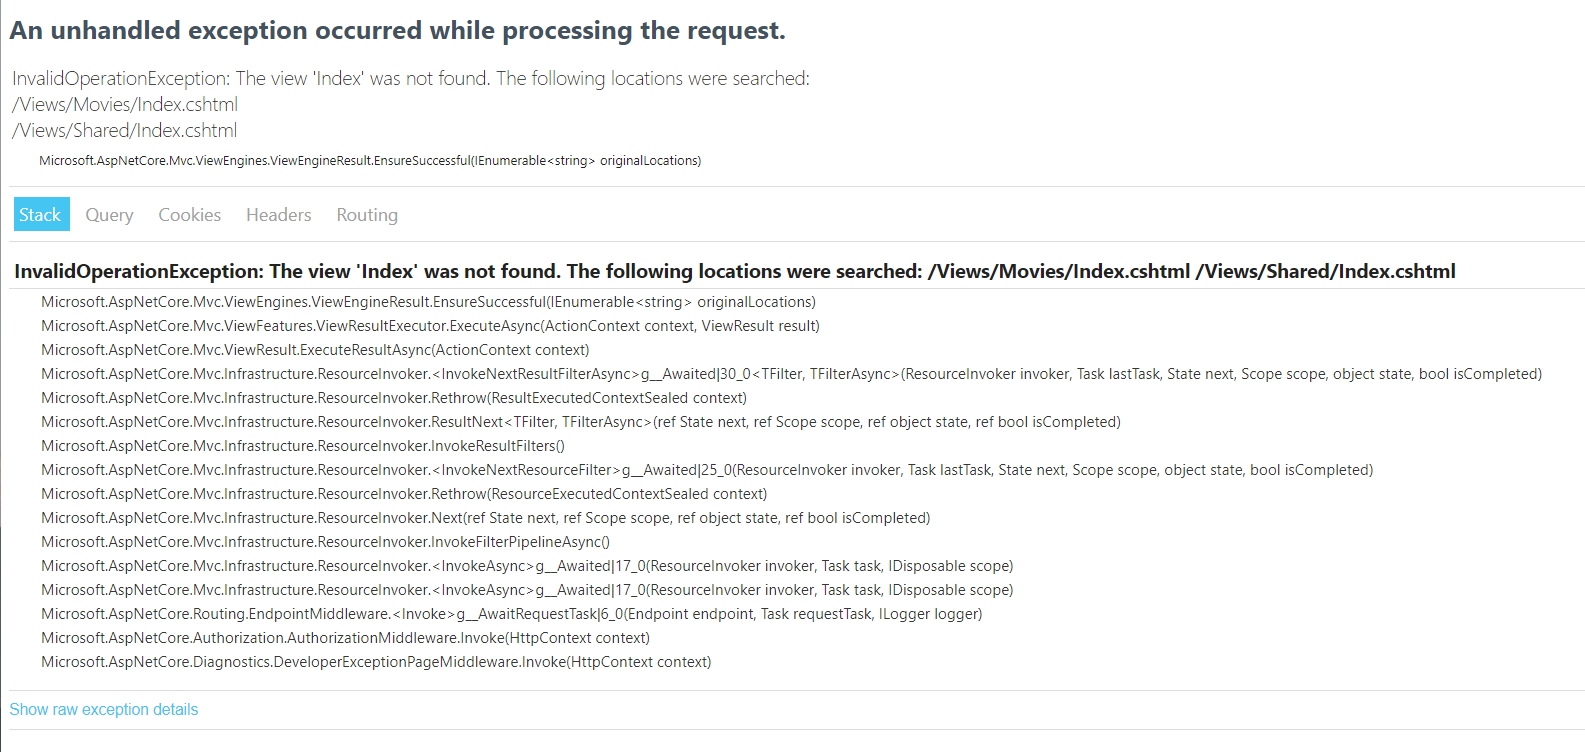 An unhandled exception occurred while processing the request.
InvalidOperationException: The view 'Index' was not found. The following locations were searched:
/Views/Movies/Index.cshtml
/Views/Shared/Index.cshtml
Microsoft.AspNetCore.Mvc.ViewEngines.ViewEngineResult.EnsureSuccessful(IEnumerable<string> originalLocations)
Stack Query Cookies Headers Routing
InvalidOperationException: The view 'Index' was not found. The following locations were searched: /Views/Movies/Index.cshtml /Views/Shared/Index.cshtml
Microsoft.AspNetCore.Mvc.ViewEngines.ViewEngineResult.EnsureSuccessful(IEnumerable<string> originalLocations)
Microsoft.AspNetCore.Mvc.ViewFeatures.ViewResultExecutor.ExecuteAsync(ActionContext context, ViewResult result)
Microsoft.AspNetCore.Mvc.ViewResult.ExecuteResultAsync(ActionContext context)
Microsoft.AspNetCore.Mvc.Infrastructure.ResourceInvoker.<InvokeNextResultFilterAsync>g__Awaited|30_0<TFilter, TFilterAsync>(ResourceInvoker invoker, Task lastTask, State next, Scope scope, object state, bool isCompleted)
Microsoft.AspNetCore.Mvc.Infrastructure.ResourceInvoker.Rethrow(ResultExecutedContextSealed context)
Microsoft.AspNetCore.Mvc.Infrastructure.ResourceInvoker.ResultNext<TFilter, TFilterAsync>(ref State next, ref Scope scope, ref object state, ref bool isCompleted)
Microsoft.AspNetCore.Mvc.Infrastructure.ResourceInvoker.InvokeResultFilters()
Microsoft.AspNetCore.Mvc.Infrastructure.ResourceInvoker.<InvokeNextResourceFilter>g__Awaited|25_0(ResourceInvoker invoker, Task lastTask, State next, Scope scope, object state, bool isCompleted)
Microsoft.AspNetCore.Mvc.Infrastructure.ResourceInvoker.Rethrow(ResourceExecutedContextSealed context)
Microsoft.AspNetCore.Mvc.Infrastructure.ResourceInvoker.Next(ref State next, ref Scope scope, ref object state, ref bool isCompleted)
Microsoft.AspNetCore.Mvc.Infrastructure.ResourceInvoker.InvokeFilterPipelineAsync()
Microsoft.AspNetCore.Mvc.Infrastructure.ResourceInvoker.<InvokeAsync>g__Awaited|17_0(ResourceInvoker invoker, Task task, IDisposable scope)
Microsoft.AspNetCore.Mvc.Infrastructure.ResourceInvoker.<InvokeAsync>g__Awaited|17_0(ResourceInvoker invoker, Task task, IDisposable scope)
Microsoft.AspNetCore.Routing.EndpointMiddleware.<Invoke>g__AwaitRequestTask|6_0(Endpoint endpoint, Task requestTask, ILogger logger)
Microsoft.AspNetCore.Authorization.AuthorizationMiddleware.Invoke(HttpContext context)
Microsoft.AspNetCore.Diagnostics.DeveloperExceptionPageMiddleware.Invoke(HttpContext context)
Show raw exception details